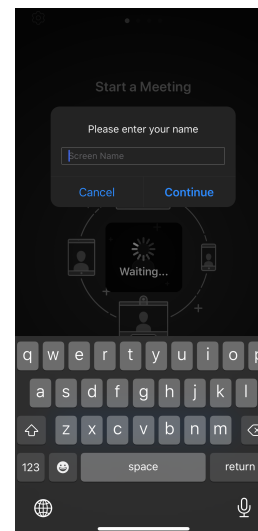 Start a Meeting
Please enter your name
Screen Name
Cancel Continue
Waiting...
q w e r t y u i o p
a s d f g h j k l
z x c v b n m
123 space return